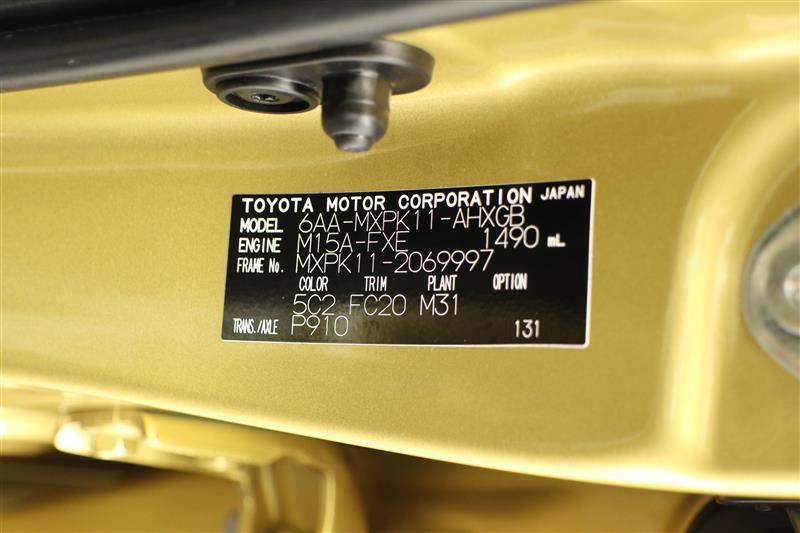 TOYOTA MOTOR CORPORATION JAPAN
MODEL 6AA-MXPK11-AHXGB
ENGINE M15A-FXE 1490 mL
FRAME No. MXPK11-2069997
COLOR TRIM PLANT OPTION
5C2 FC20 M31
TRANS./AXLE P910 131